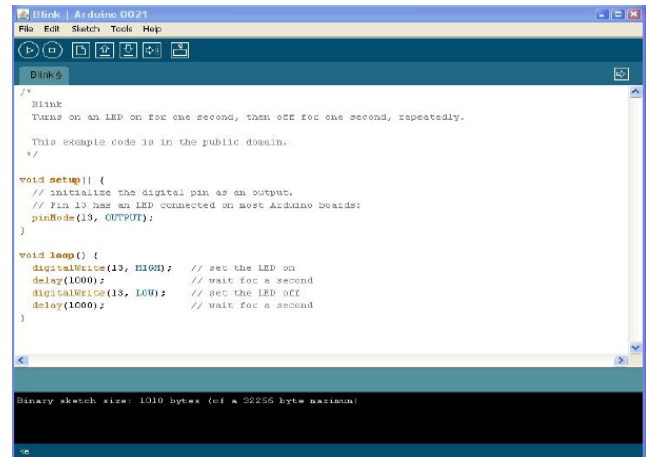 Blink | Arduino 0021
File Edit Sketch Tools Help
Blink §
/*
Blink
Turns on an LED on for one second, then off for one second, repeatedly.
This example code is in the public domain.
*/
void setup() {
// initialize the digital pin as an output.
// Pin 13 has an LED connected on most Arduino boards:
pinMode(13, OUTPUT);
}
void loop() {
digitalWrite(13, HIGH); // set the LED on
delay(1000); // wait for a second
digitalWrite(13, LOW); // set the LED off
delay(1000); // wait for a second
}
Binary sketch size: 1010 bytes (of a 32256 byte maximum)